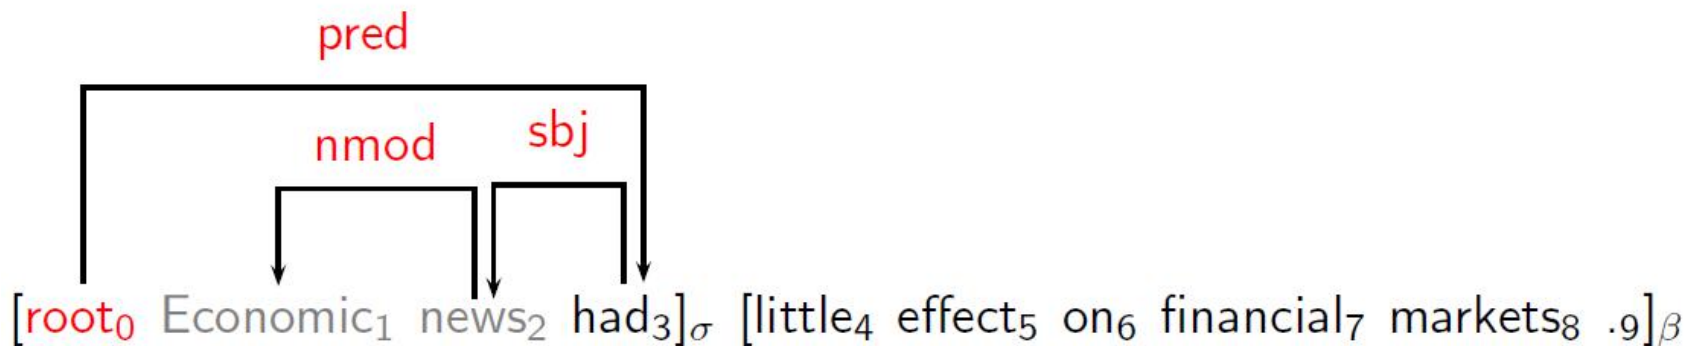 pred
nmod sbj
[root₀ Economic₁ news₂ had₃]σ [little₄ effect₅ on₆ financial₇ markets₈ .₉]β